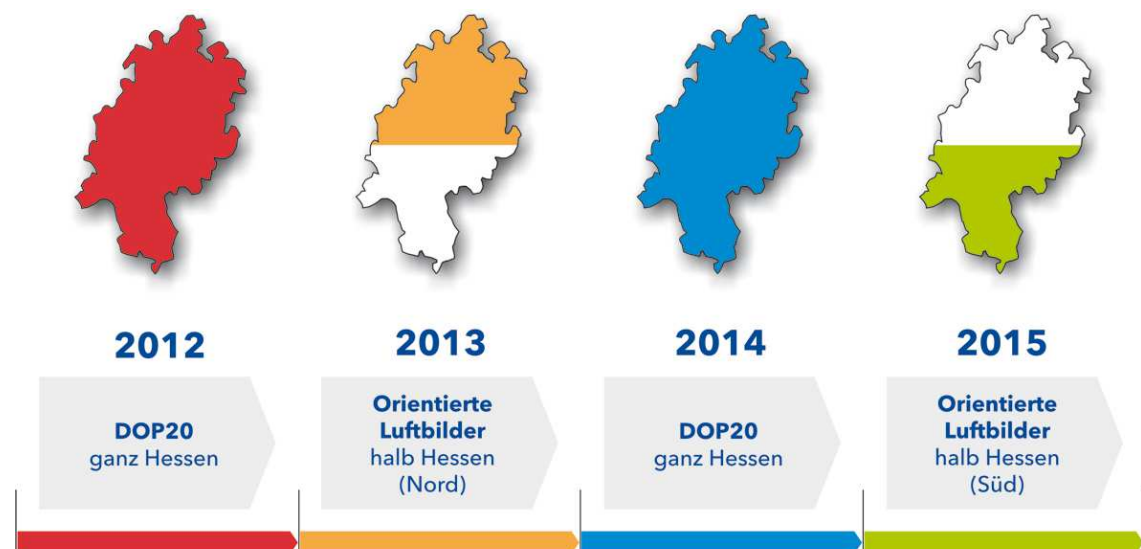 2012
DOP20
ganz Hessen
2013
Orientierte
Luftbilder
halb Hessen
(Nord)
2014
DOP20
ganz Hessen
2015
Orientierte
Luftbilder
halb Hessen
(Süd)